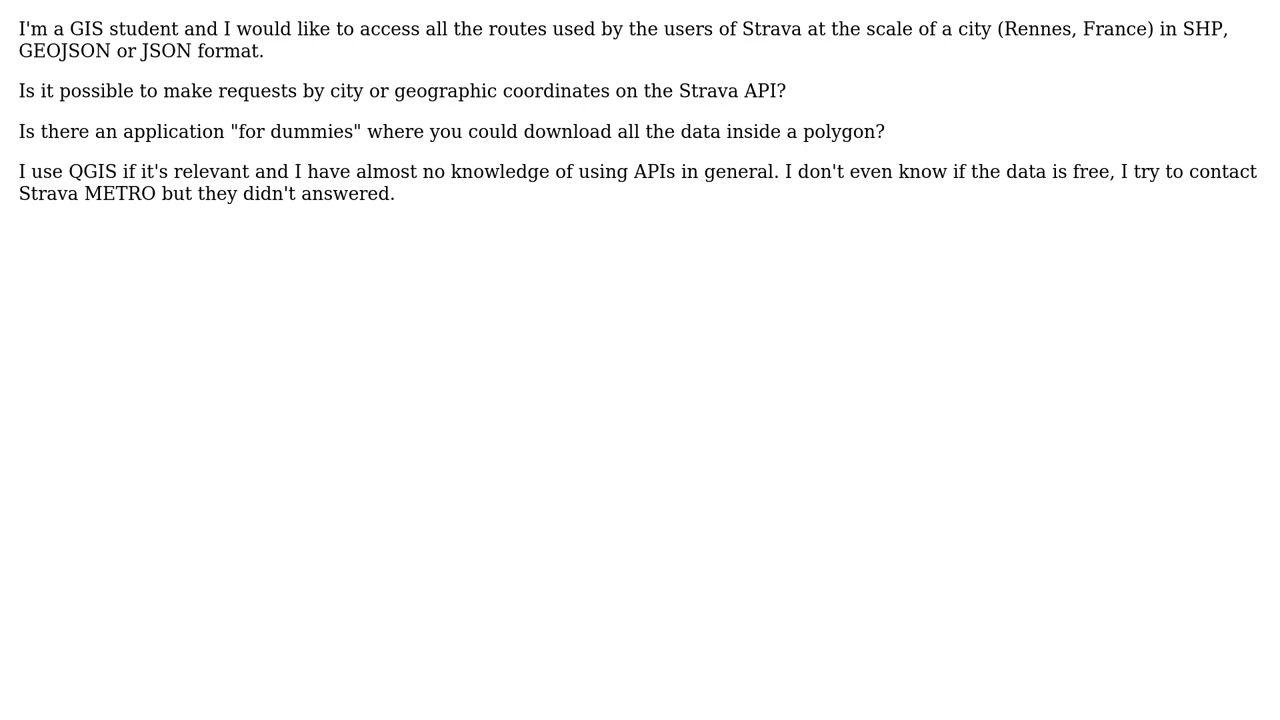 I'm a GIS student and I would like to access all the routes used by the users of Strava at the scale of a city (Rennes, France) in SHP,
GEOJSON or JSON format.
Is it possible to make requests by city or geographic coordinates on the Strava API?
Is there an application "for dummies" where you could download all the data inside a polygon?
I use QGIS if it's relevant and I have almost no knowledge of using APIs in general. I don't even know if the data is free, I try to contact
Strava METRO but they didn't answered.